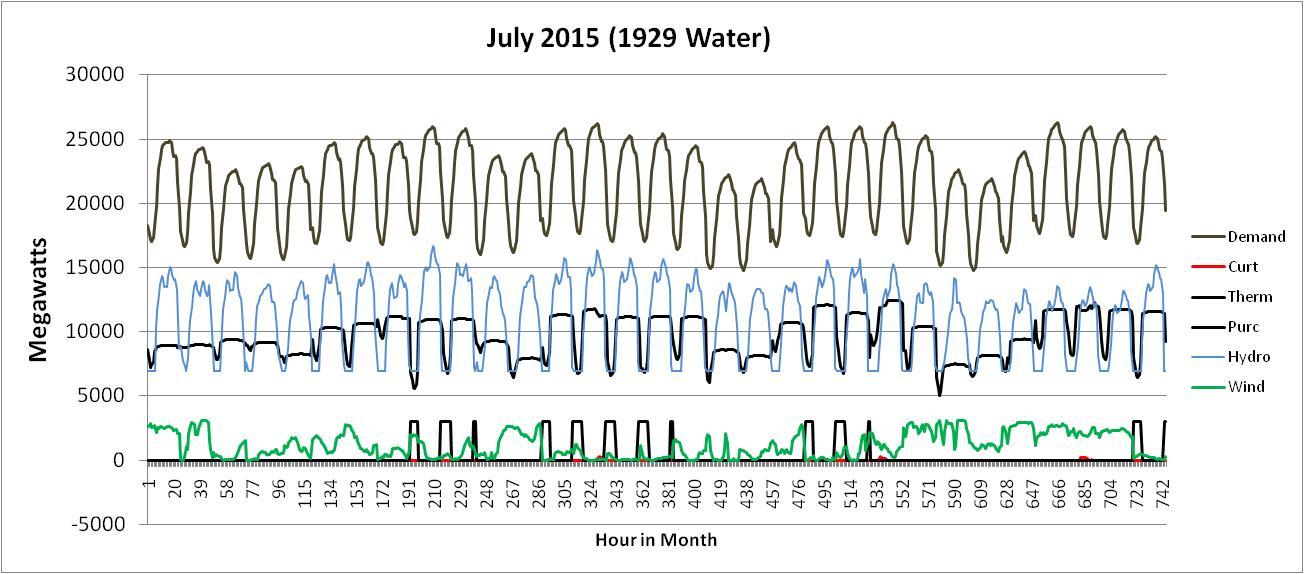 July 2015 (1929 Water)
30000
25000
20000
15000
10000
5000
0
-5000
Megawatts
1 20 39 58 77 96 115 134 153 172 191 210 229 248 267 286 305 324 343 362 381 400 419 438 457 476 495 514 533 552 571 590 609 628 647 666 685 704 723 742
Hour in Month
Demand
Curt
Therm
Purc
Hydro
Wind